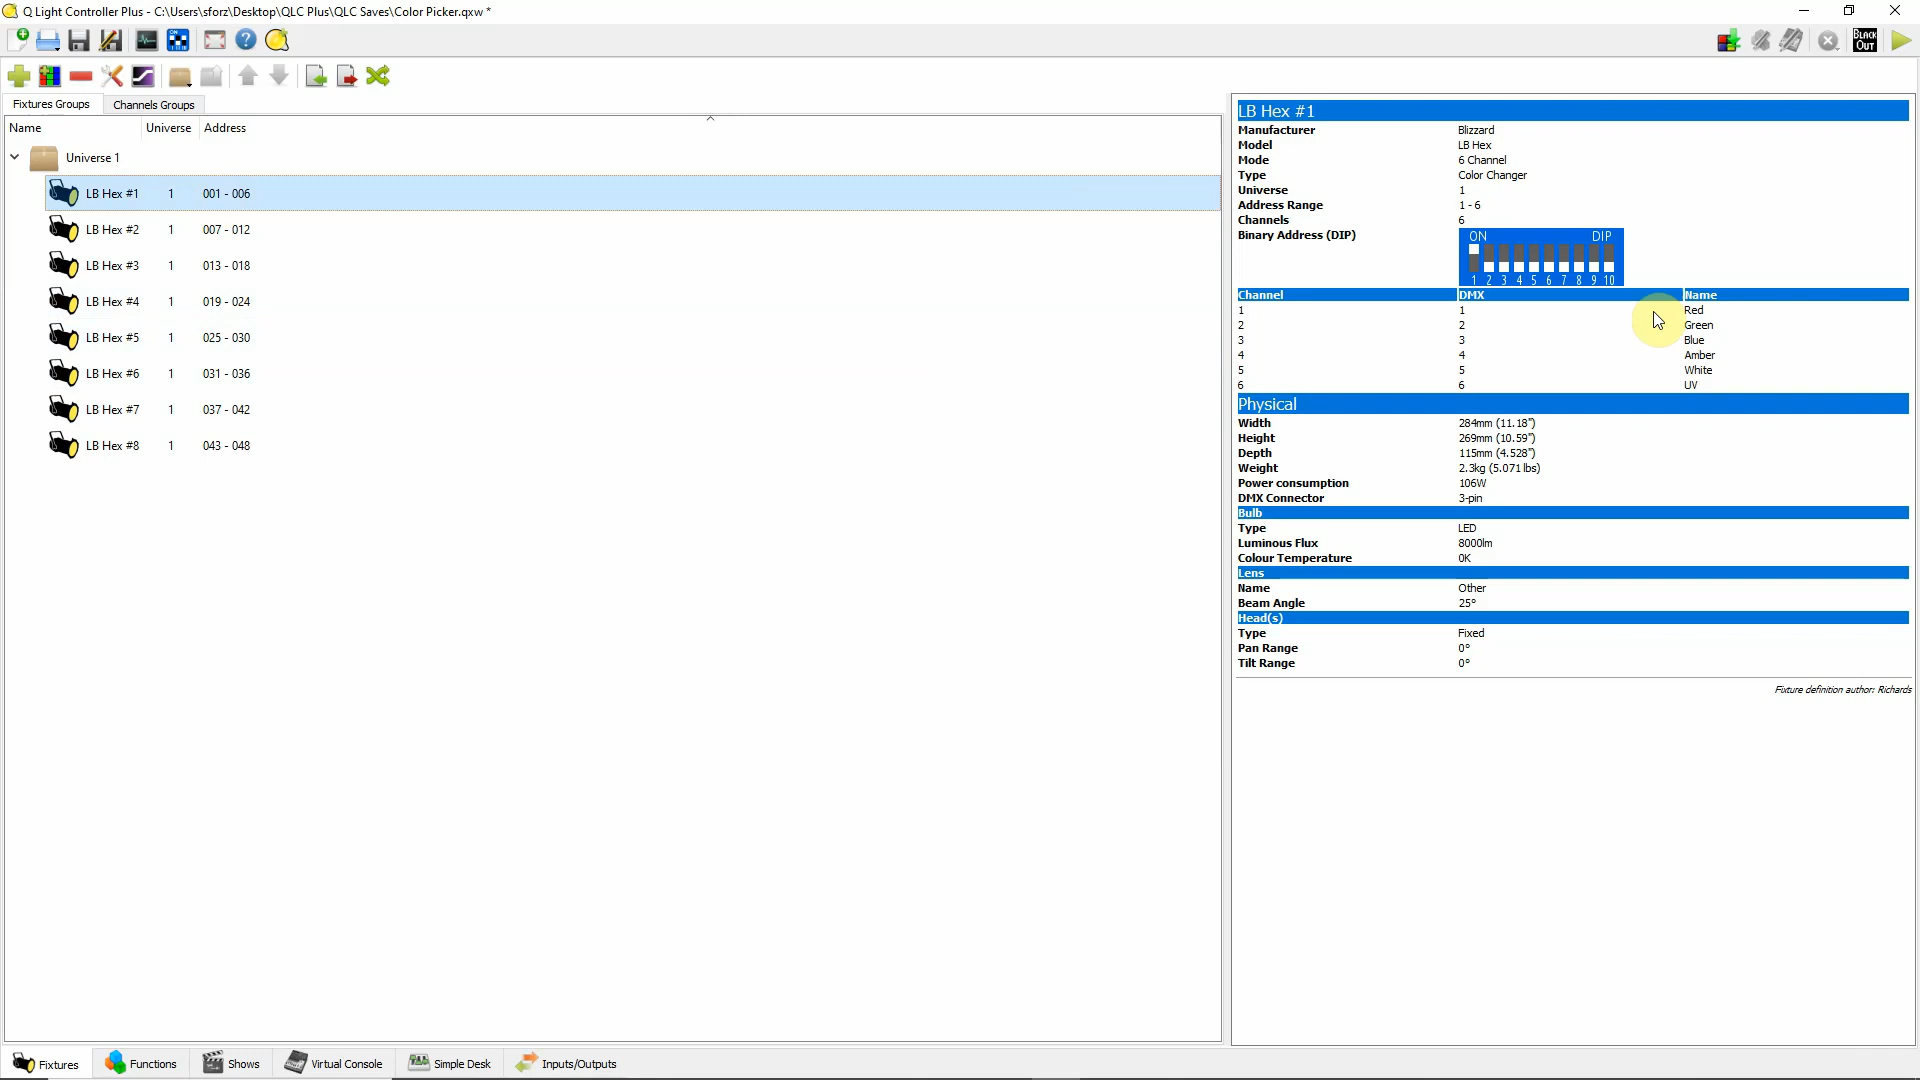 Q Light Controller Plus - C:\Users\sforz\Desktop\QLC Plus\QLC Saves\Color Picker.qxw *
BLACK OUT
Fixtures Groups Channels Groups
Name Universe Address
Universe 1
LB Hex #1 1 001 - 006
LB Hex #2 1 007 - 012
LB Hex #3 1 013 - 018
LB Hex #4 1 019 - 024
LB Hex #5 1 025 - 030
LB Hex #6 1 031 - 036
LB Hex #7 1 037 - 042
LB Hex #8 1 043 - 048
LB Hex #1
Manufacturer Blizzard
Model LB Hex
Mode 6 Channel
Type Color Changer
Universe 1
Address Range 1 - 6
Channels 6
Binary Address (DIP)
ON DIP
1 2 3 4 5 6 7 8 9 10
Channel DMX Name
1 1 Red
2 2 Green
3 3 Blue
4 4 Amber
5 5 White
6 6 UV
Physical
Width 284mm (11.18")
Height 269mm (10.59")
Depth 115mm (4.528")
Weight 2.3kg (5.071 lbs)
Power consumption 106W
DMX Connector 3-pin
Bulb
Type LED
Luminous Flux 8000lm
Colour Temperature 0K
Lens
Name Other
Beam Angle 25°
Head(s)
Type Fixed
Pan Range 0°
Tilt Range 0°
Fixture definition author: Richards
Fixtures Functions Shows Virtual Console Simple Desk Inputs/Outputs